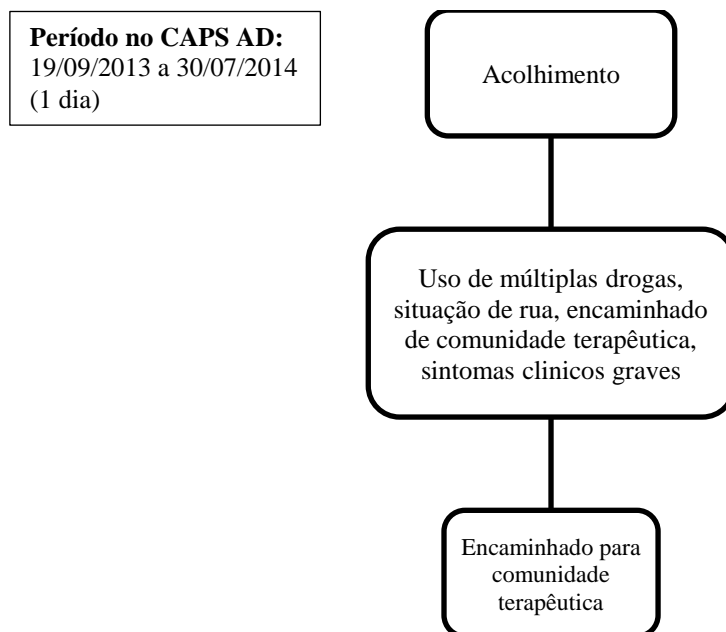 Período no CAPS AD:
19/09/2013 a 30/07/2014
(1 dia)
Acolhimento
Uso de múltiplas drogas,
situação de rua, encaminhado
de comunidade terapêutica,
sintomas clinicos graves
Encaminhado para
comunidade
terapêutica